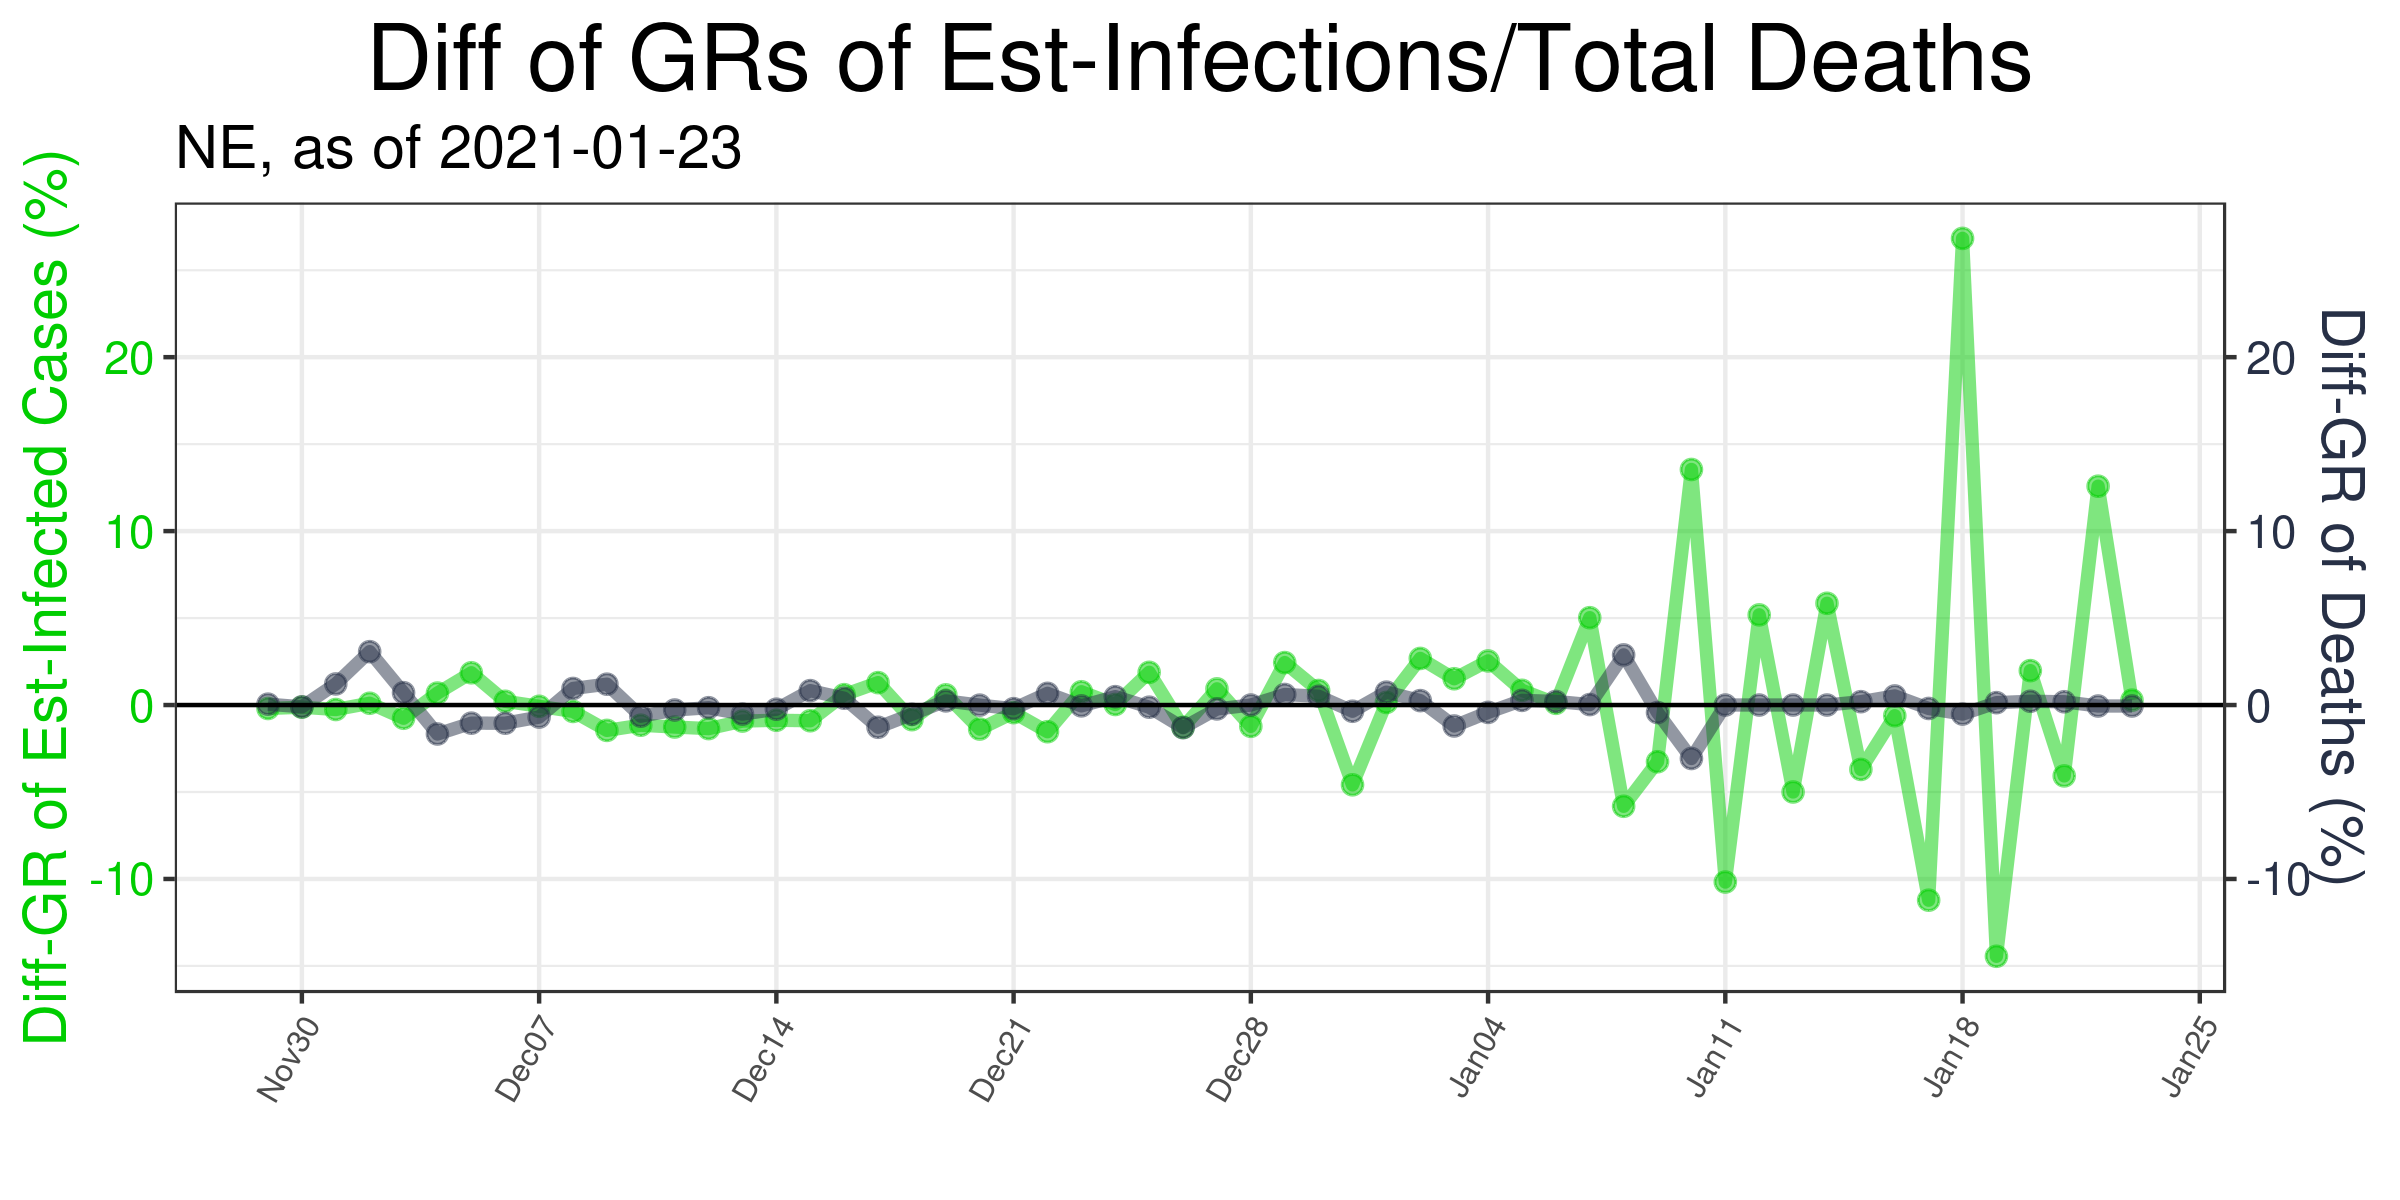 Diff of GRs of Est-Infections/Total Deaths
NE, as of 2021-01-23
Diff-GR of Est-Infected Cases (%)
20
10
0
-10
20
10
0
-10
Diff-GR of Deaths (%)
Nov30
Dec07
Dec14
Dec21
Dec28
Jan04
Jan11
Jan18
Jan25